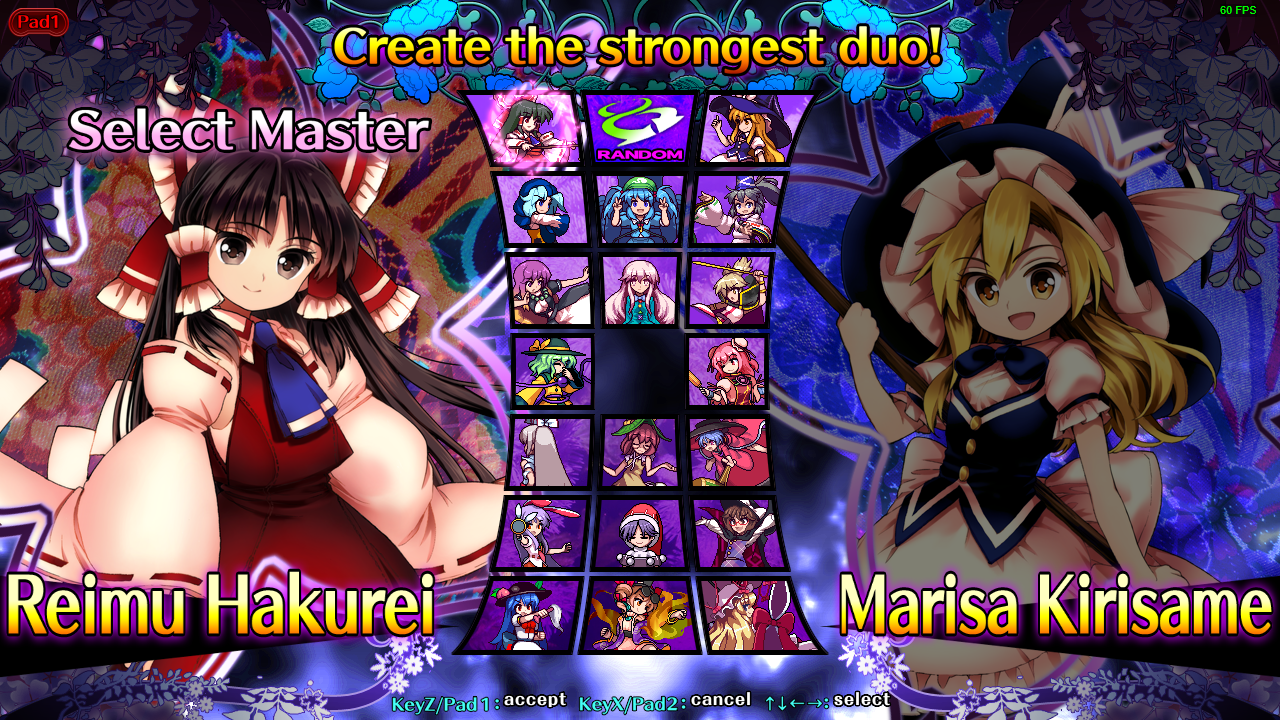 Pad1
60 FPS
Create the strongest duo!
Select Master
RANDOM
Reimu Hakurei
Marisa Kirisame
KeyZ/Pad1:accept KeyX/Pad2:cancel ↑↓←→:select